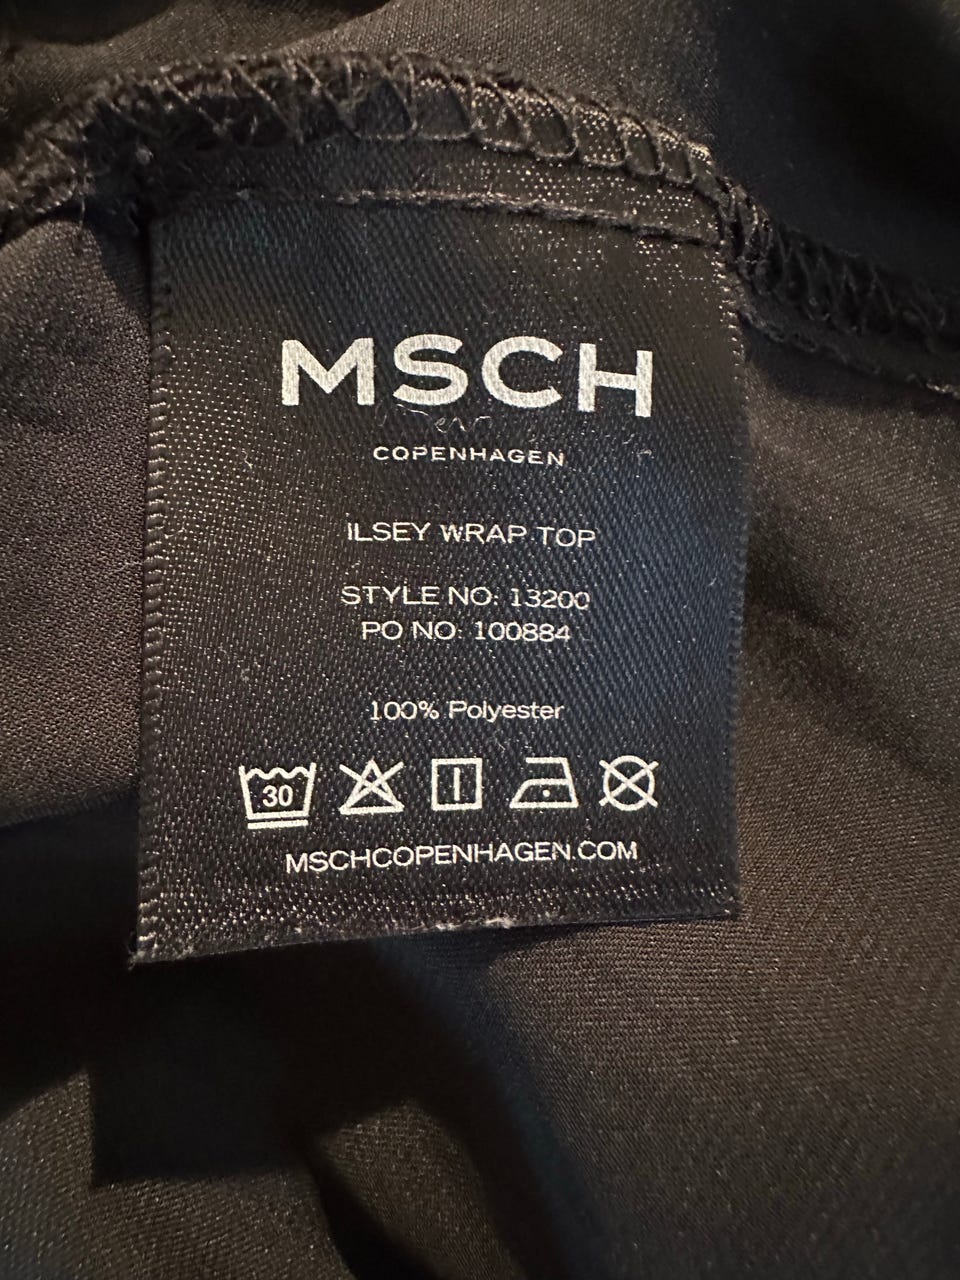 MSCH
COPENHAGEN
ILSEY WRAP TOP
STYLE NO: 13200
PO NO: 100884
100% Polyester
30
MSCHCOPENHAGEN.COM